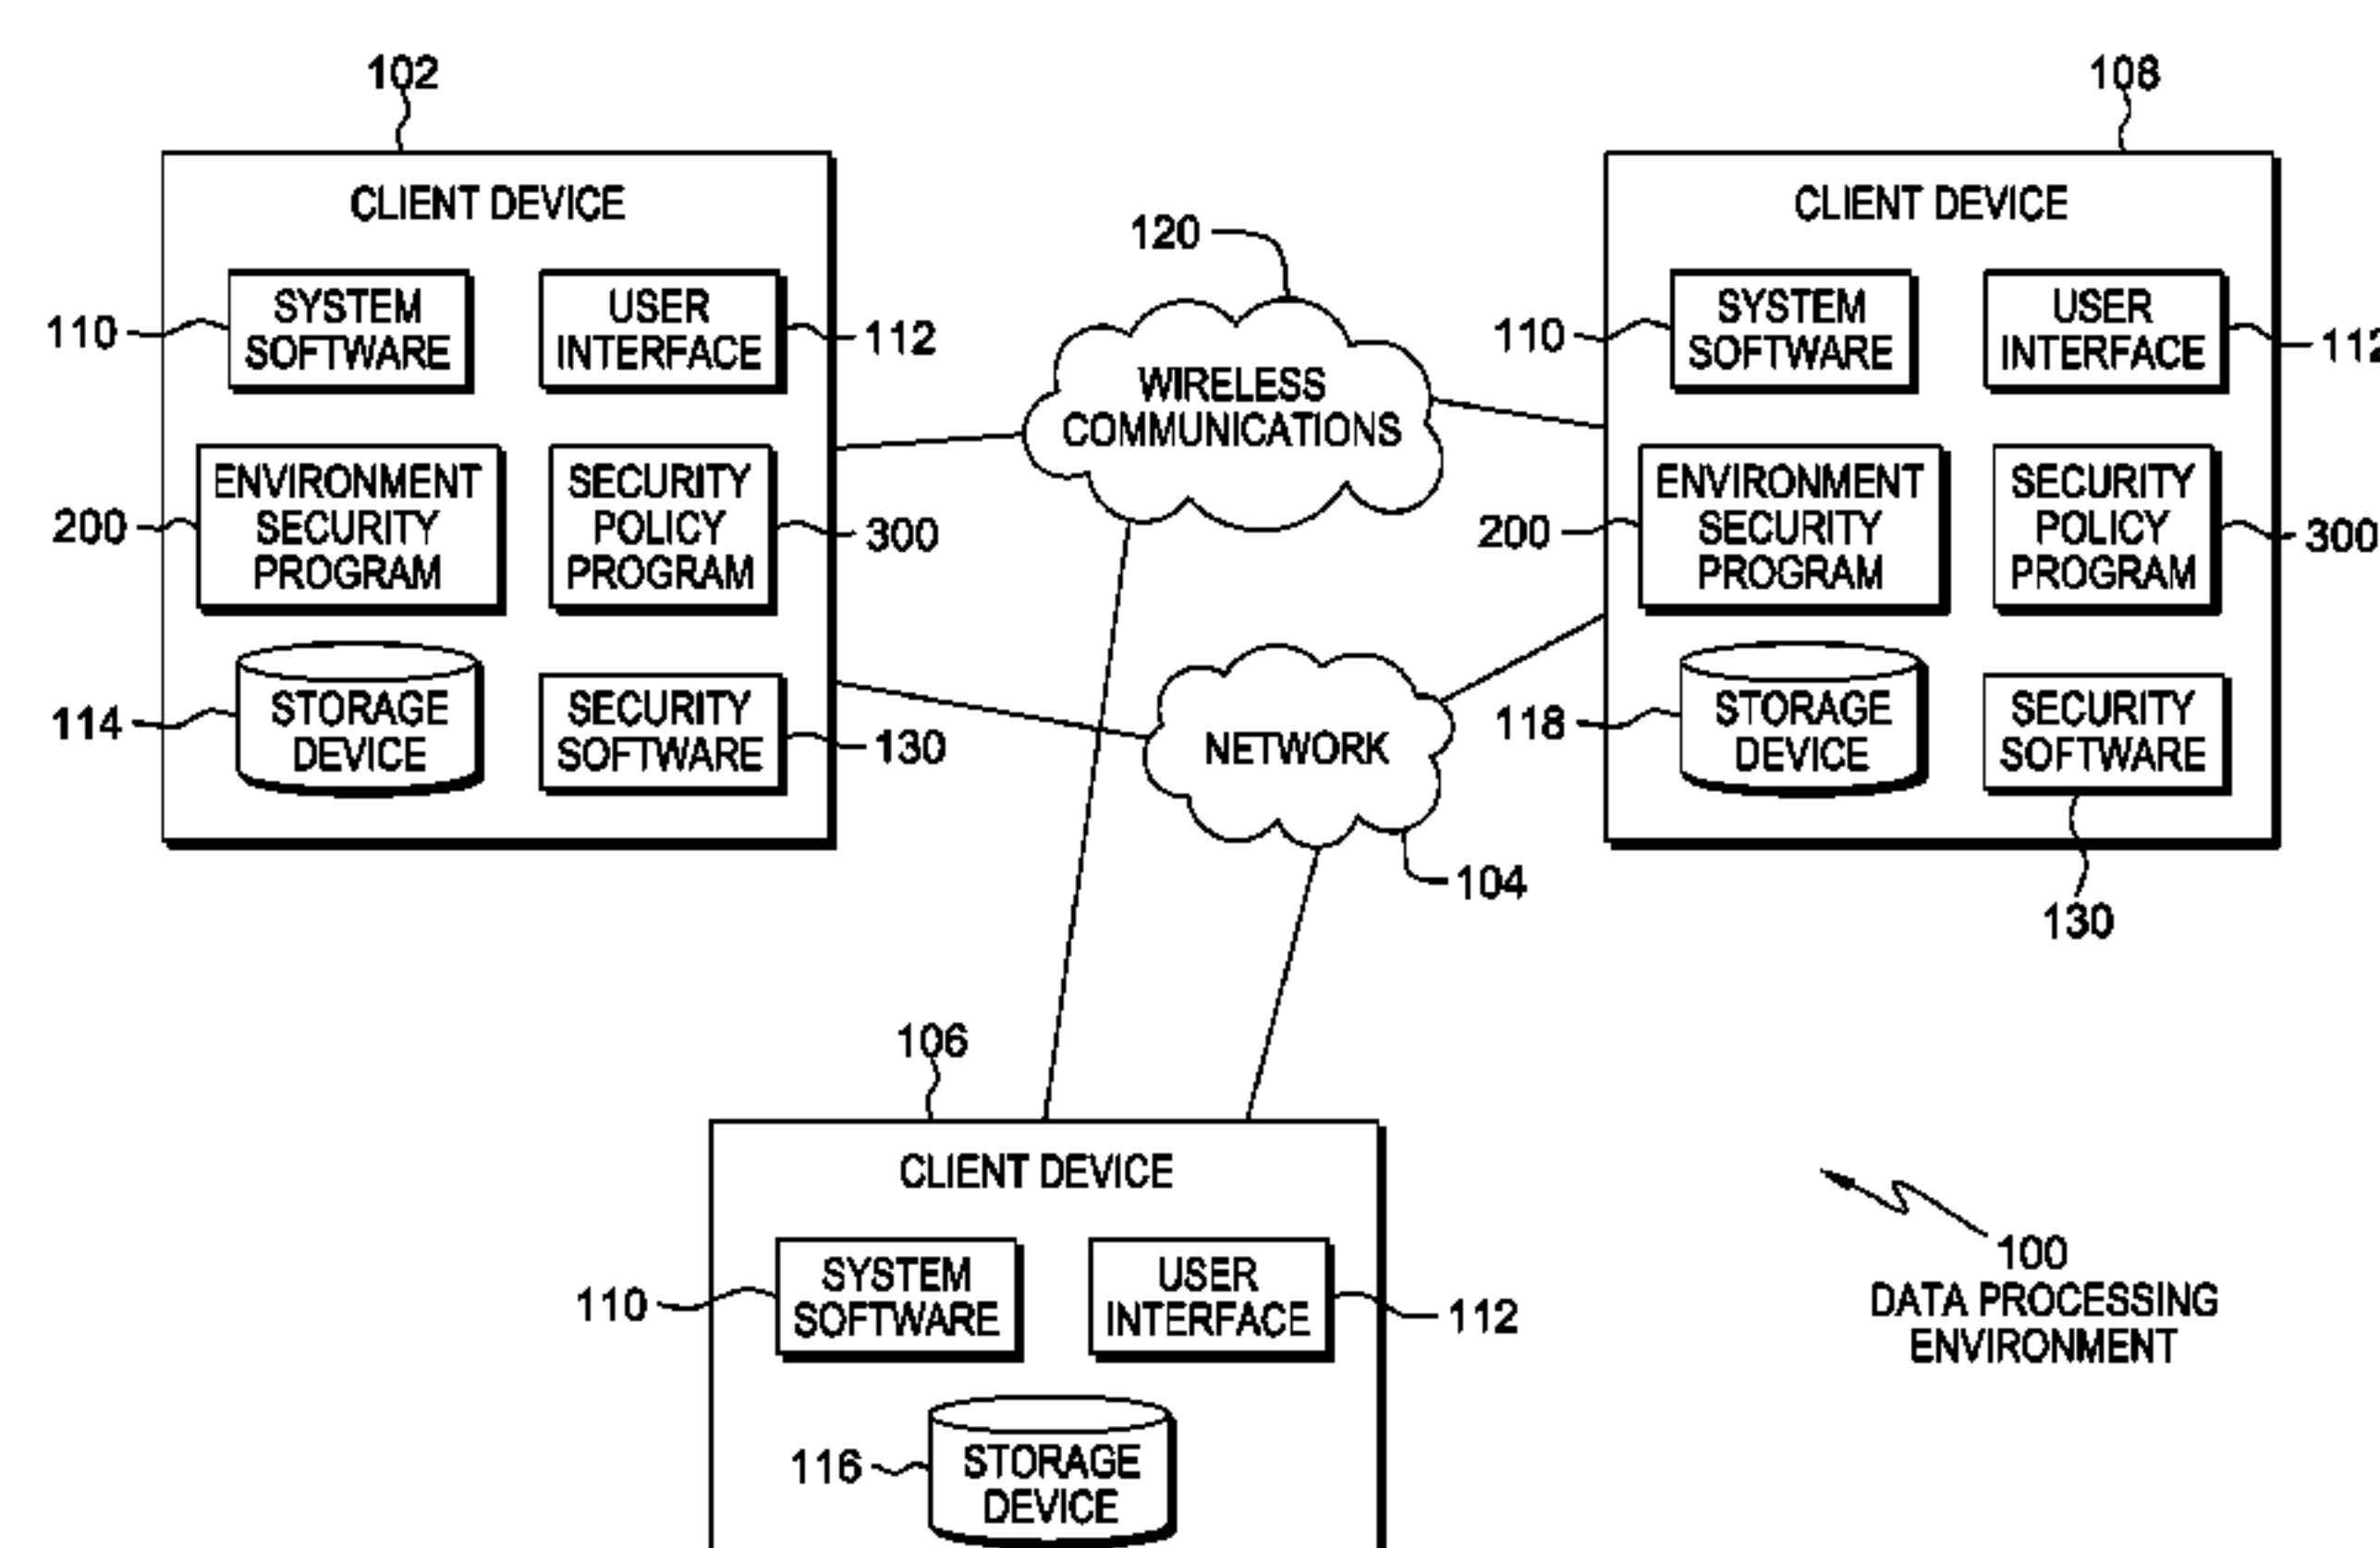 102
108
CLIENT DEVICE
CLIENT DEVICE
120
SYSTEM
SOFTWARE
USER
INTERFACE
110
112
WIRELESS
COMMUNICATIONS
110
SYSTEM
SOFTWARE
USER
INTERFACE
112
ENVIRONMENT
SECURITY
PROGRAM
SECURITY
POLICY
PROGRAM
200
300
200
ENVIRONMENT
SECURITY
PROGRAM
SECURITY
POLICY
PROGRAM
300
114
STORAGE
DEVICE
SECURITY
SOFTWARE
130
NETWORK
118
STORAGE
DEVICE
SECURITY
SOFTWARE
104
130
106
CLIENT DEVICE
110
SYSTEM
SOFTWARE
USER
INTERFACE
112
116
STORAGE
DEVICE
100
DATA PROCESSING
ENVIRONMENT